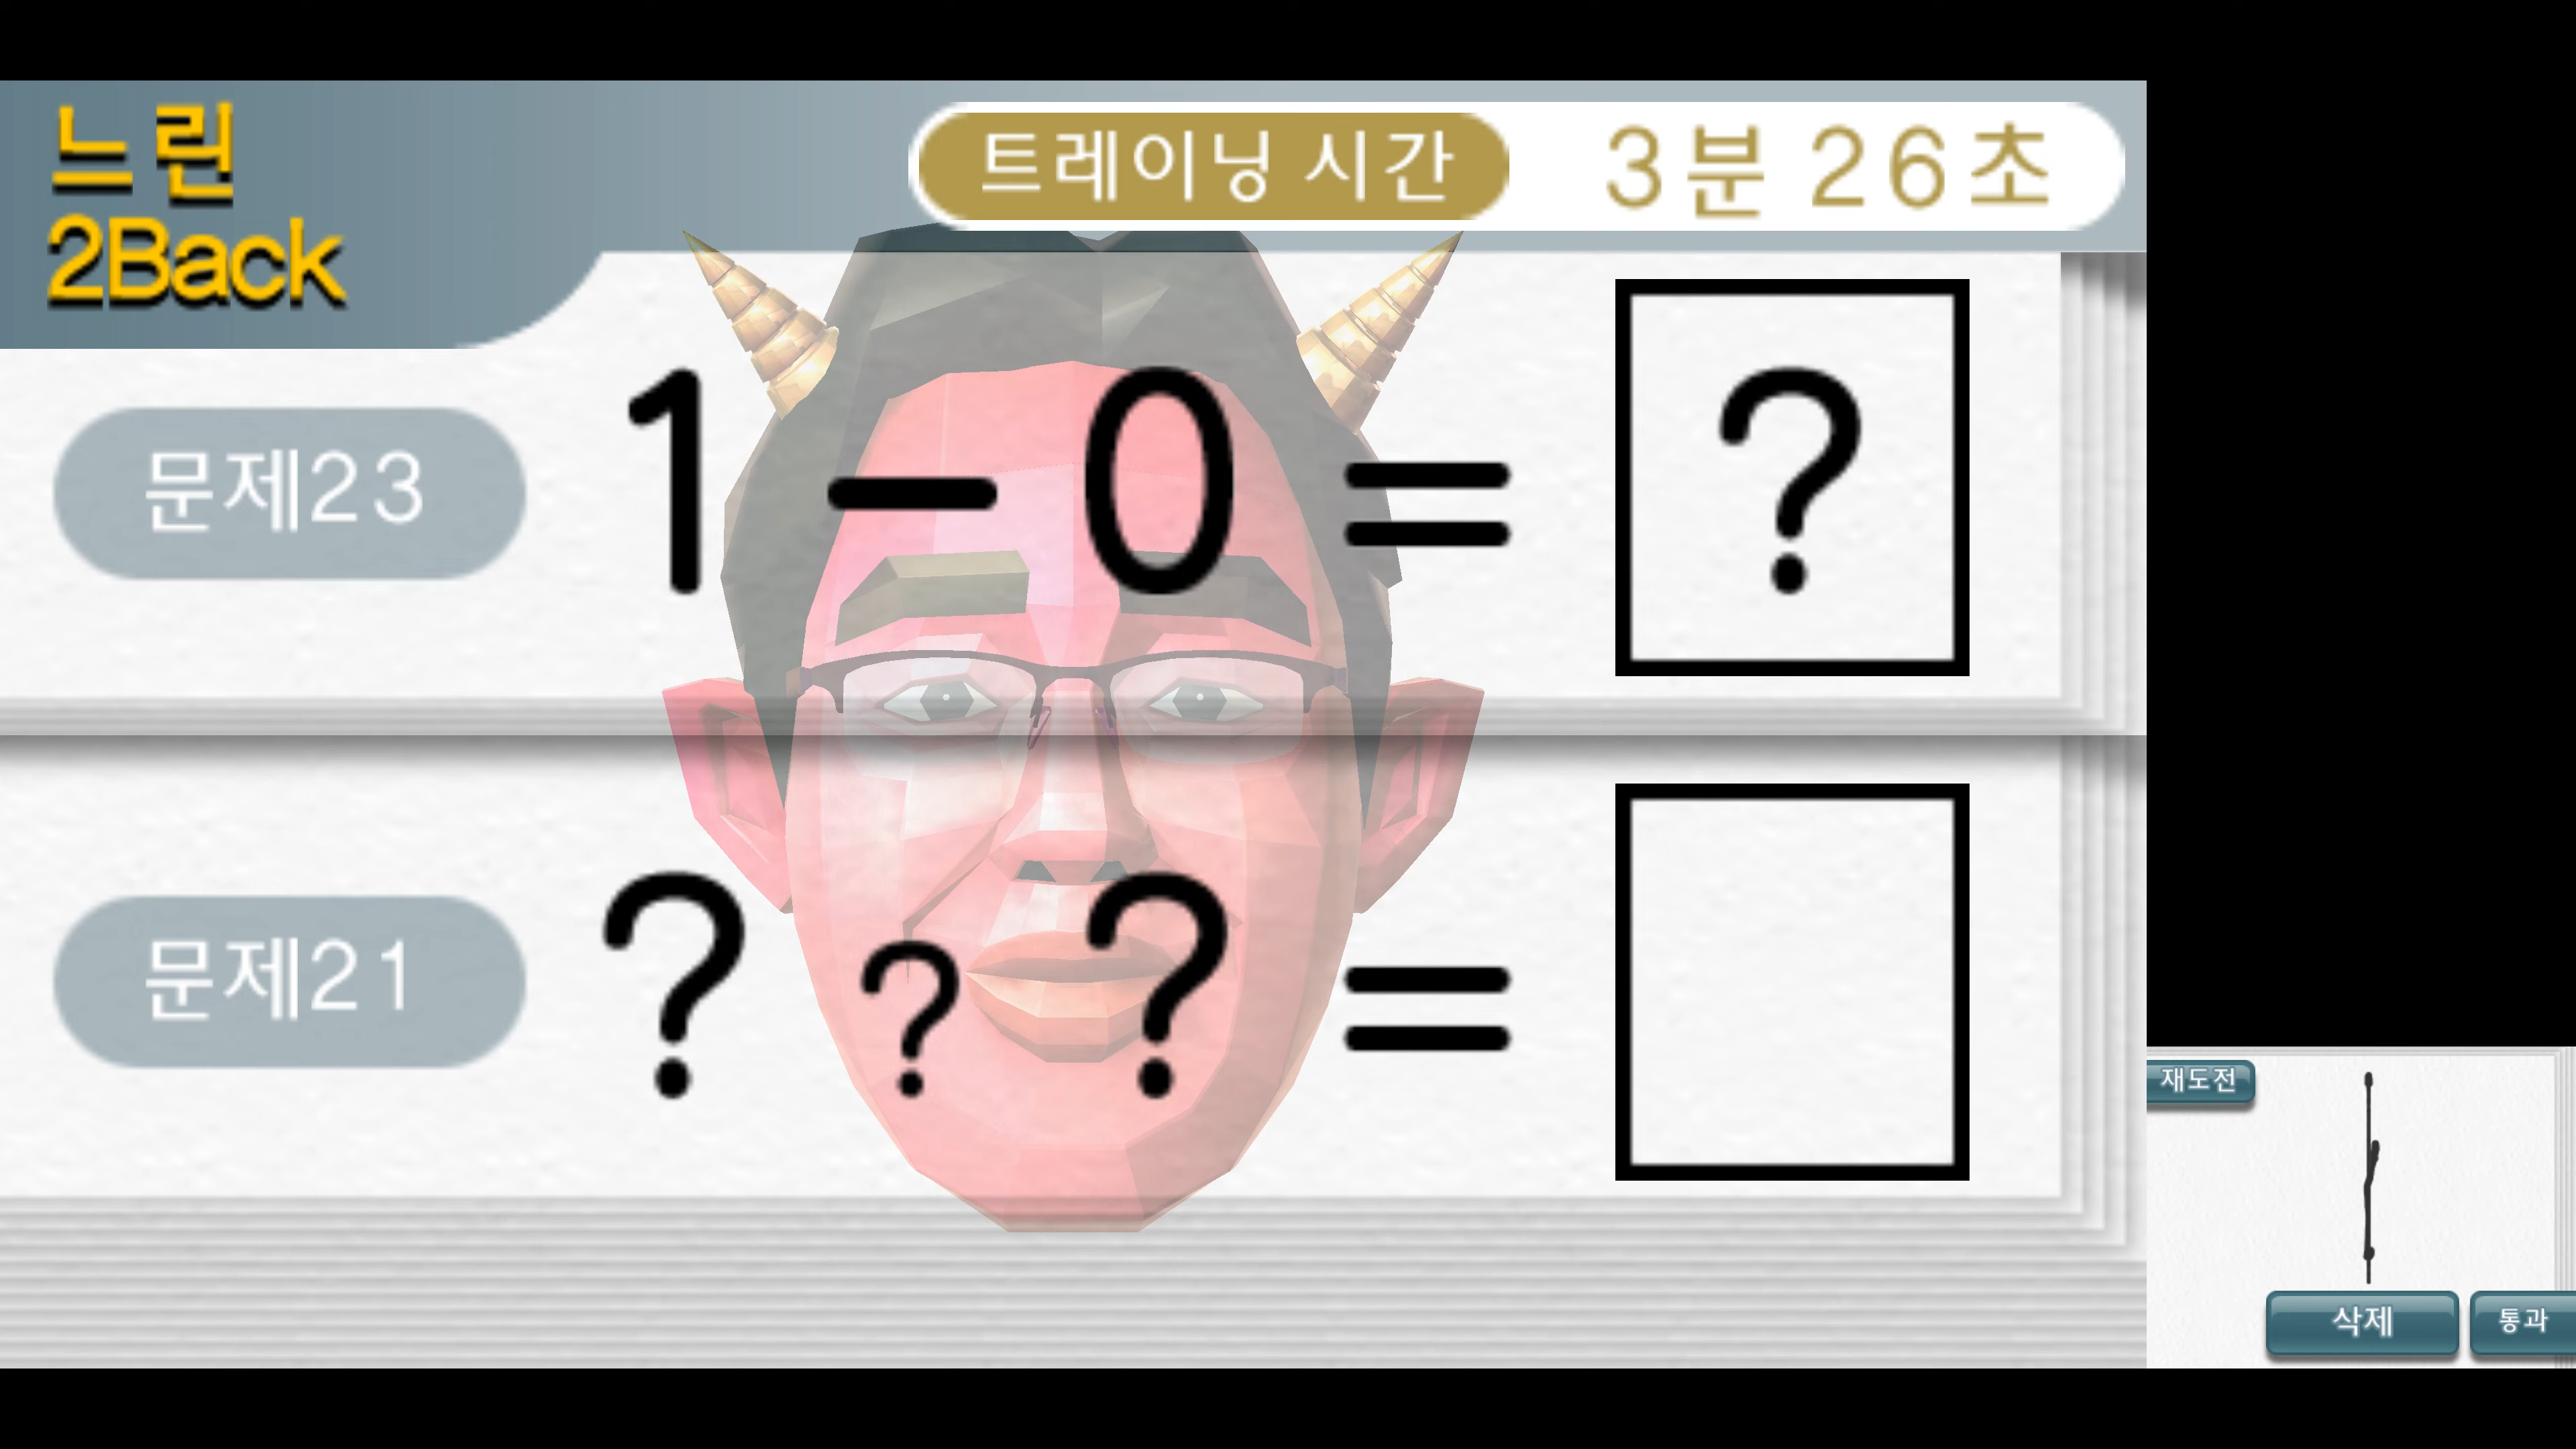 느린
2Back
트레이닝 시간 3분 26초
문제23 1 - 0 = ?
문제21 ? ? ? =
재도전
삭제 통과